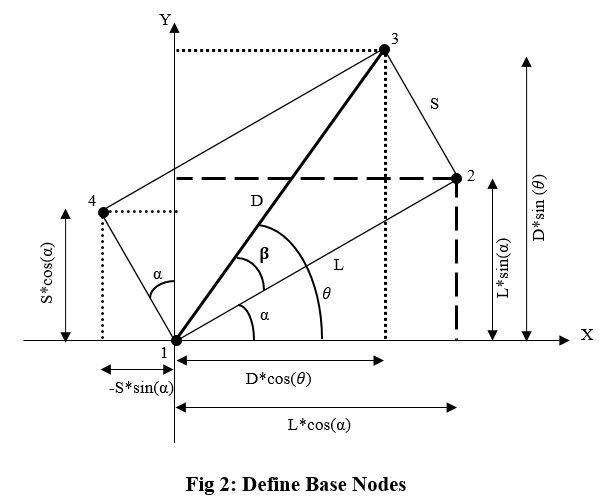 Y
3
S
2
4
D
β
L
θ
α
α
S*cos(α)
L*sin(α)
D*sin (θ)
1
X
-S*sin(α)
D*cos(θ)
L*cos(α)
Fig 2: Define Base Nodes